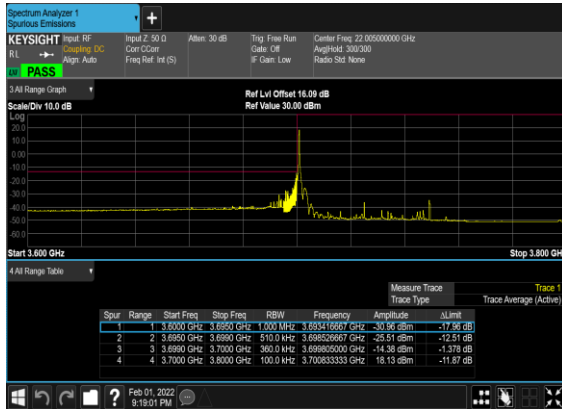 Spectrum Analyzer 1
Spurious Emissions
+
KEYSIGHT Input: RF Input Z: 50 Ω Atten: 30 dB Trig: Free Run Center Freq: 22.005000000 GHz
RL Coupling: DC Corr CCorr Gate: Off Avg|Hold: 300/300
Align: Auto Freq Ref: Int (S) IF Gain: Low Radio Std: None
LU PASS
3 All Range Graph
Ref Lvl Offset 16.09 dB
Scale/Div 10.0 dB Ref Value 30.00 dBm
Log
20.0
10.0
0.00
-10.0
-20.0
-30.0
-40.0
-50.0
-60.0
Start 3.600 GHz Stop 3.800 GH
4 All Range Table
Measure Trace Trace 1
Trace Type Trace Average (Active)
Spur Range Start Freq Stop Freq RBW Frequency Amplitude ΔLimit
1 1 3.6000 GHz 3.6950 GHz 1.000 MHz 3.693416667 GHz -30.96 dBm -17.96 dB
2 2 3.6950 GHz 3.6990 GHz 510.0 kHz 3.698526667 GHz -25.51 dBm -12.51 dB
3 3 3.6990 GHz 3.7000 GHz 360.0 kHz 3.699805000 GHz -14.38 dBm -1.378 dB
4 4 3.7000 GHz 3.8000 GHz 100.0 kHz 3.700833333 GHz 18.13 dBm -11.87 dB
? Feb 01, 2022
9:19:01 PM